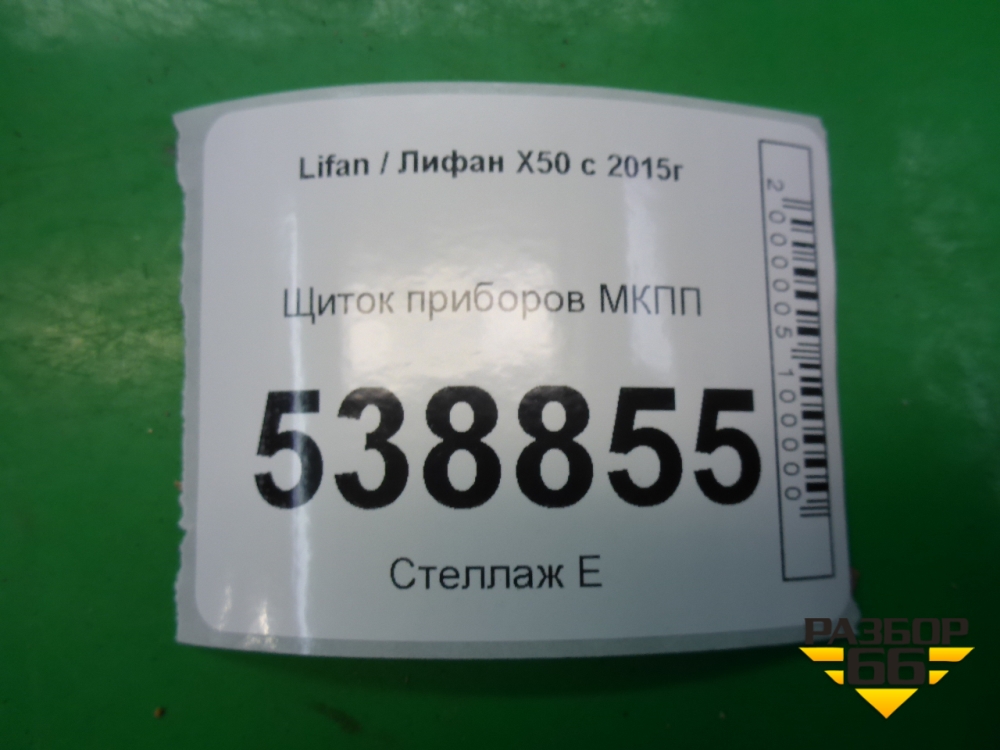 Lifan / Лифан X50 с 2015г
Щиток приборов МКПП
538855
Стеллаж Е
2000005100000
РАЗБОР
66